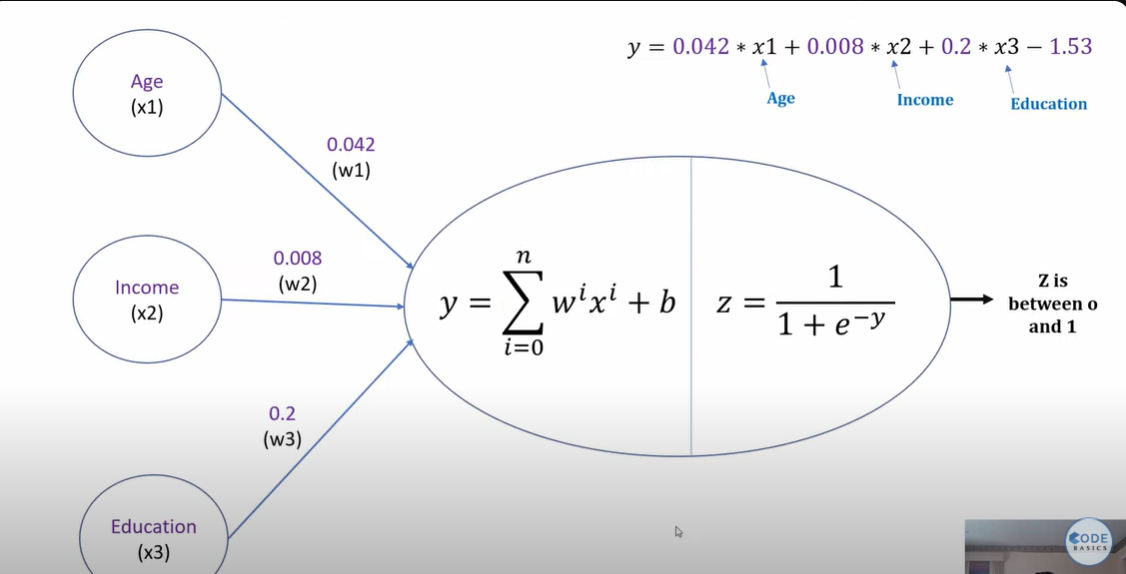 y = 0.042 * x1 + 0.008 * x2 + 0.2 * x3 − 1.53
Age
Income
Education
Age
(x1)
0.042
(w1)
Income
(x2)
0.008
(w2)
0.2
(w3)
Education
(x3)
n
y = ∑ wⁱxⁱ + b
i=0
1
z = ―
1 + e⁻ʸ
Z is
between o
and 1
CODE
BASICS